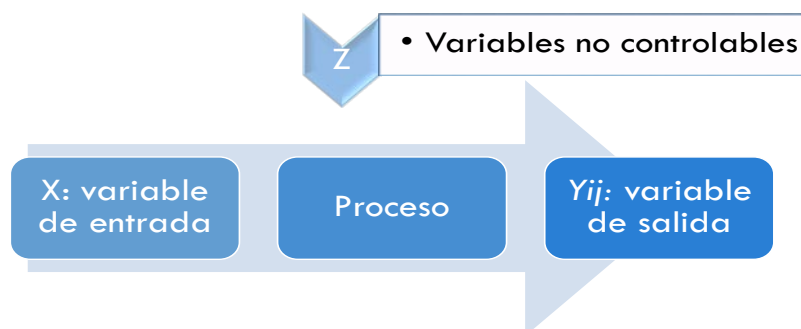 Z
• Variables no controlables
X: variable
de entrada
Proceso
Yij: variable
de salida